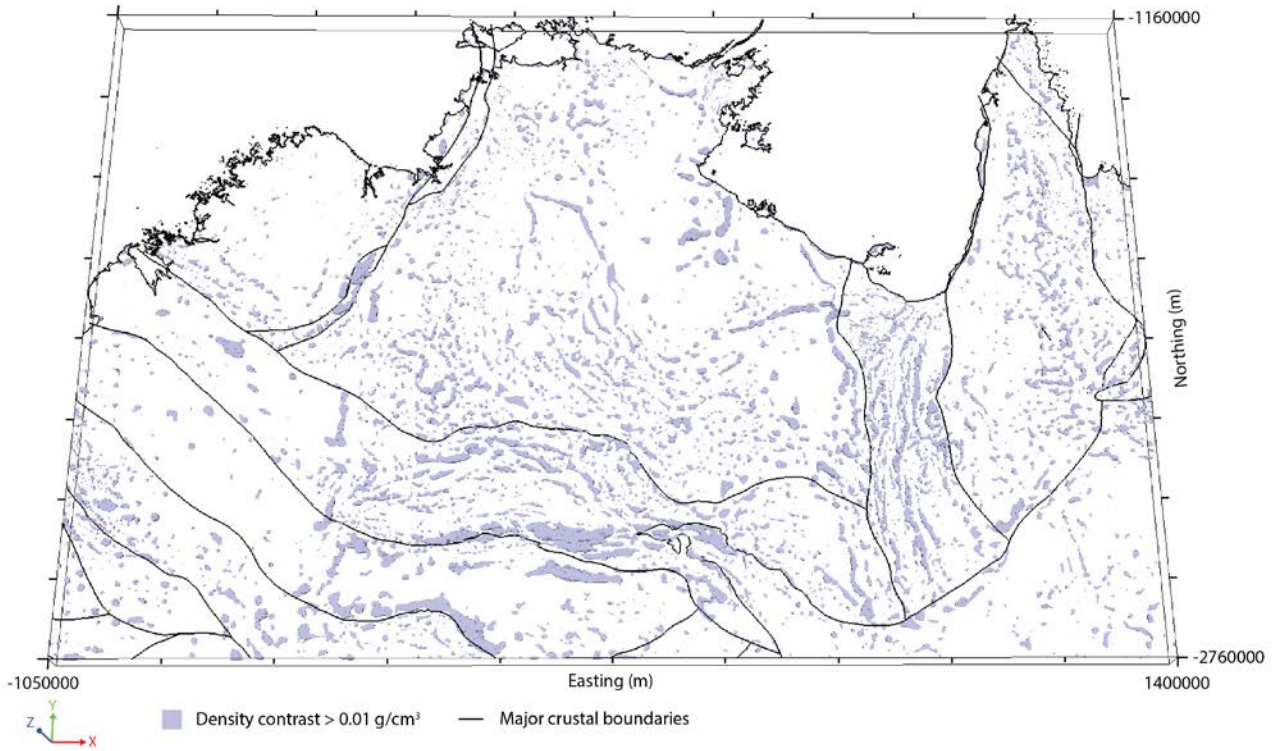 -1160000
Northing (m)
-2760000
-1050000
Easting (m)
1400000
Y
Z
X
Density contrast > 0.01 g/cm³
Major crustal boundaries